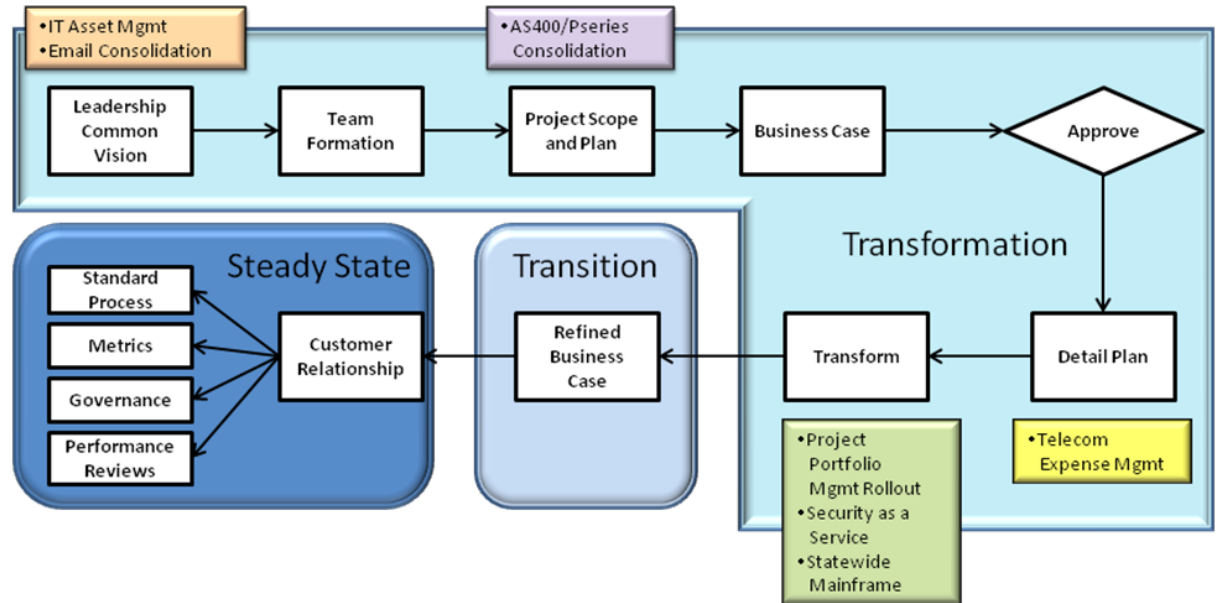 •IT Asset Mgmt
•Email Consolidation
•AS400/Pseries
Consolidation
Leadership
Common
Vision
Team
Formation
Project Scope
and Plan
Business Case
Approve
Transformation
Steady State
Transition
Standard
Process
Metrics
Governance
Performance
Reviews
Customer
Relationship
Refined
Business
Case
Transform
Detail Plan
•Project
Portfolio
Mgmt Rollout
•Security as a
Service
•Statewide
Mainframe
•Telecom
Expense Mgmt